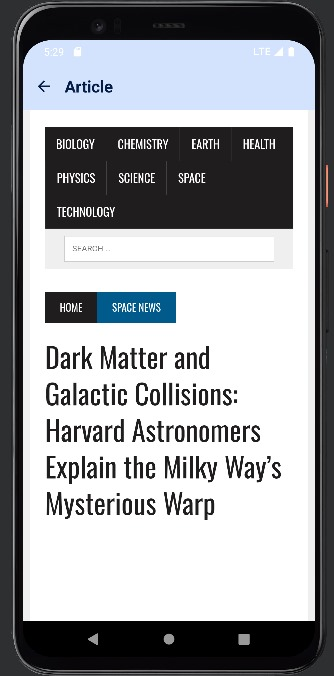 5:29 LTE
Article
BIOLOGY CHEMISTRY EARTH HEALTH
PHYSICS SCIENCE SPACE
TECHNOLOGY
SEARCH …
HOME SPACE NEWS
Dark Matter and
Galactic Collisions:
Harvard Astronomers
Explain the Milky Way’s
Mysterious Warp